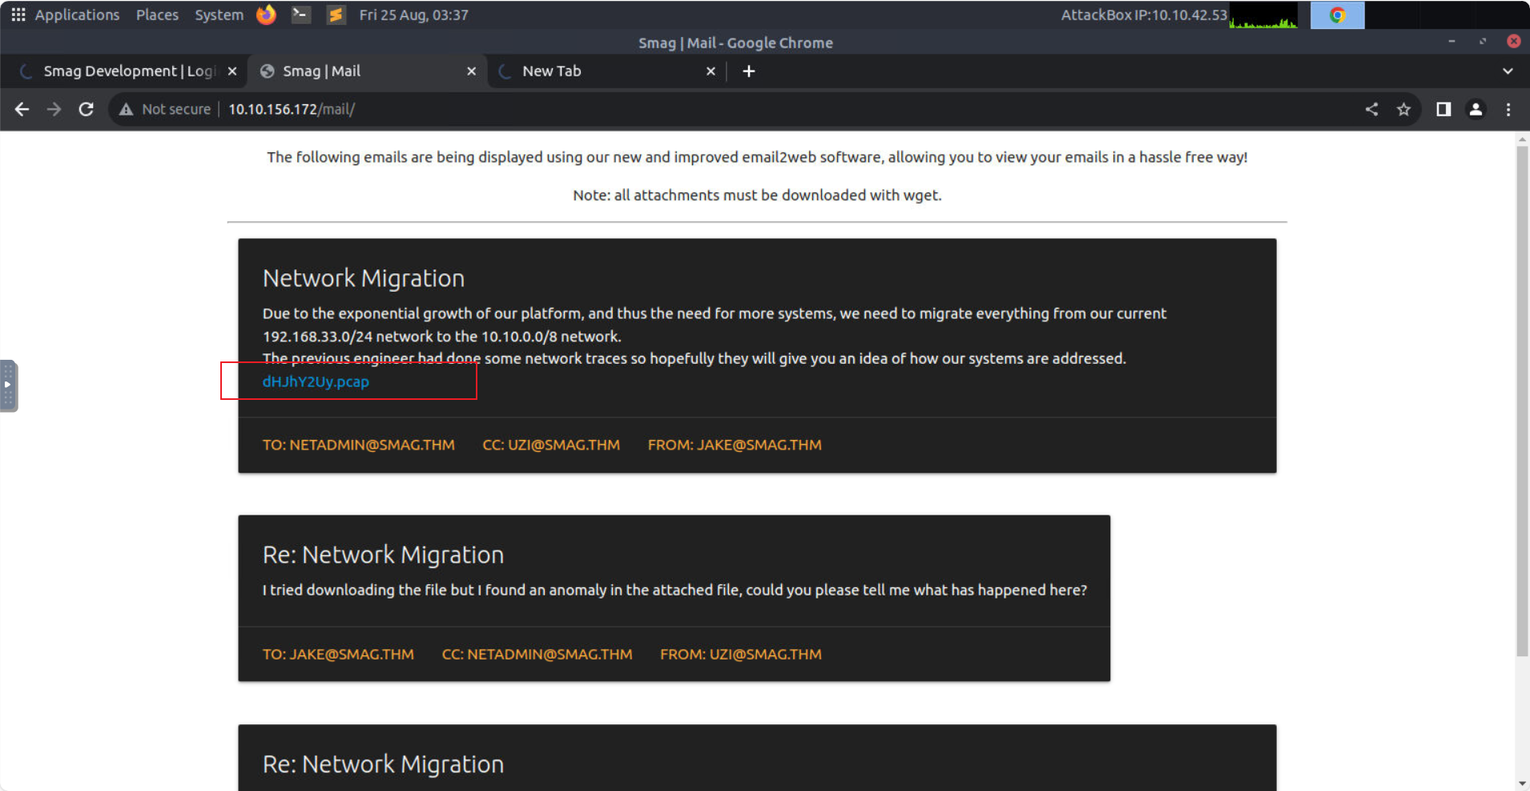 Applications Places System Fri 25 Aug, 03:37 AttackBox IP:10.10.42.53
Smag | Mail - Google Chrome
Smag Development | Logi Smag | Mail New Tab
Not secure 10.10.156.172/mail/
The following emails are being displayed using our new and improved email2web software, allowing you to view your emails in a hassle free way!
Note: all attachments must be downloaded with wget.
Network Migration
Due to the exponential growth of our platform, and thus the need for more systems, we need to migrate everything from our current
192.168.33.0/24 network to the 10.10.0.0/8 network.
The previous engineer had done some network traces so hopefully they will give you an idea of how our systems are addressed.
dHJhY2Uy.pcap
TO: NETADMIN@SMAG.THM CC: UZI@SMAG.THM FROM: JAKE@SMAG.THM
Re: Network Migration
I tried downloading the file but I found an anomaly in the attached file, could you please tell me what has happened here?
TO: JAKE@SMAG.THM CC: NETADMIN@SMAG.THM FROM: UZI@SMAG.THM
Re: Network Migration